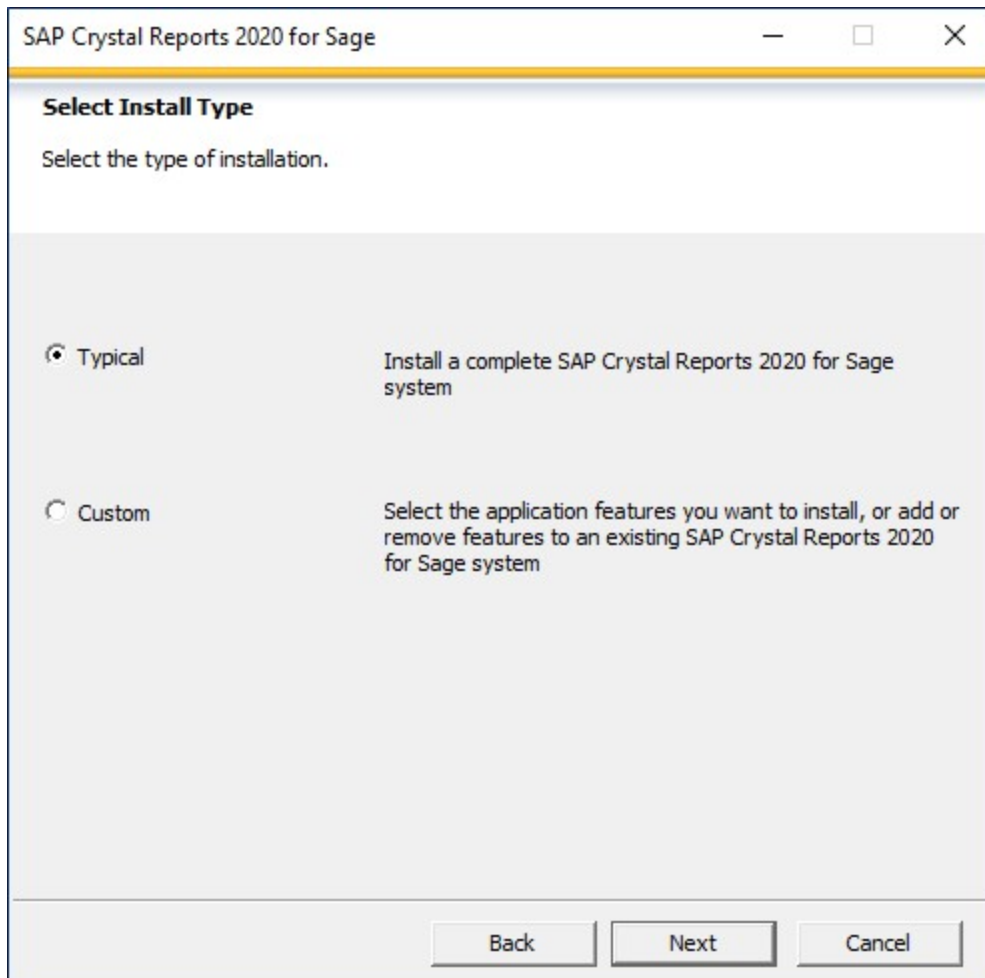 SAP Crystal Reports 2020 for Sage
Select Install Type
Select the type of installation.
Typical
Install a complete SAP Crystal Reports 2020 for Sage
system
Custom
Select the application features you want to install, or add or
remove features to an existing SAP Crystal Reports 2020
for Sage system
Back
Next
Cancel